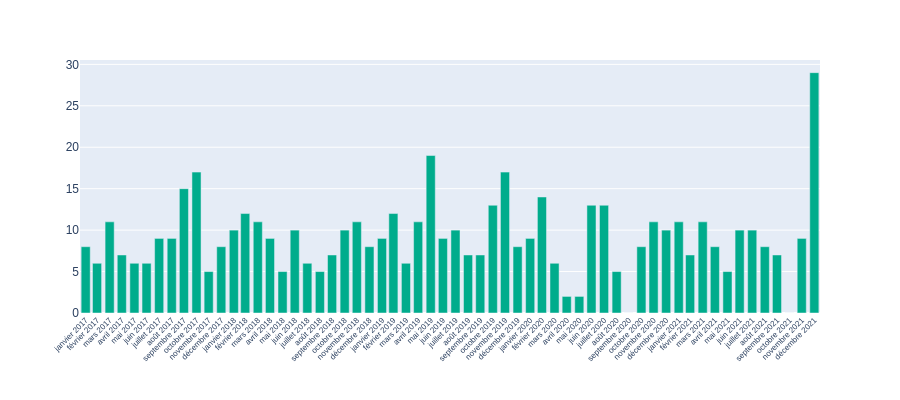 30
25
20
15
10
5
0
janvier 2017
février 2017
mars 2017
avril 2017
mai 2017
juin 2017
juillet 2017
août 2017
septembre 2017
octobre 2017
novembre 2017
décembre 2017
janvier 2018
février 2018
mars 2018
avril 2018
mai 2018
juin 2018
juillet 2018
août 2018
septembre 2018
octobre 2018
novembre 2018
décembre 2018
janvier 2019
février 2019
mars 2019
avril 2019
mai 2019
juin 2019
juillet 2019
août 2019
septembre 2019
octobre 2019
novembre 2019
décembre 2019
janvier 2020
février 2020
mars 2020
avril 2020
mai 2020
juin 2020
juillet 2020
août 2020
septembre 2020
octobre 2020
novembre 2020
décembre 2020
janvier 2021
février 2021
mars 2021
avril 2021
mai 2021
juin 2021
juillet 2021
août 2021
septembre 2021
octobre 2021
novembre 2021
décembre 2021